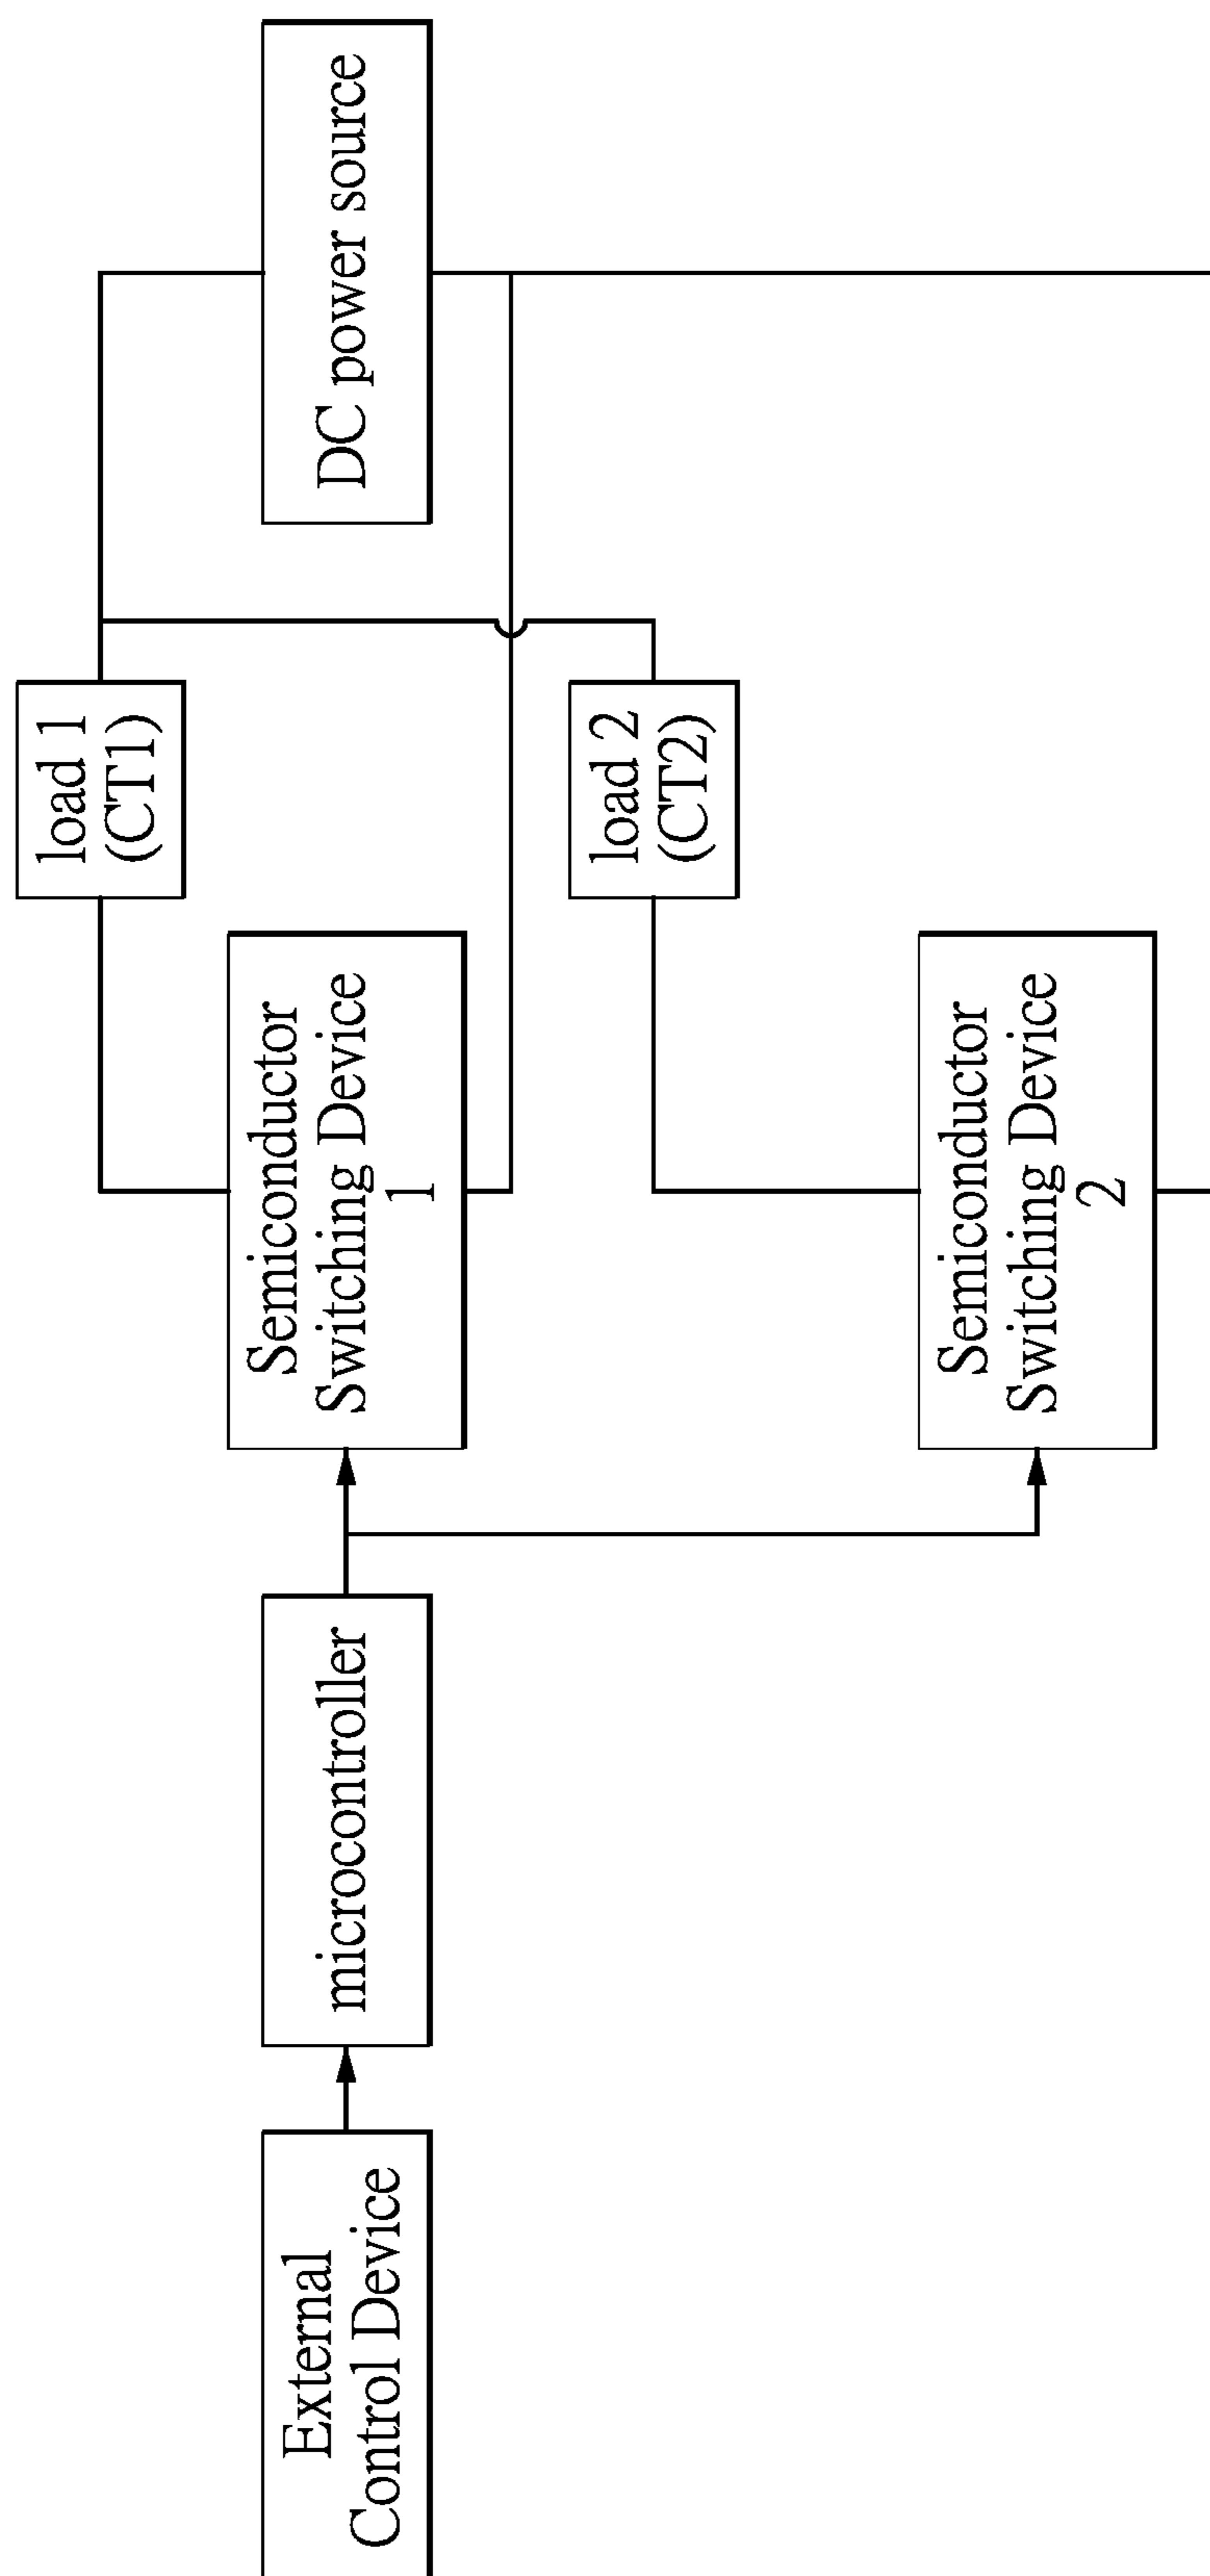 External
Control Device
microcontroller
Semiconductor
Switching Device
1
load 1
(CT1)
DC power source
load 2
(CT2)
Semiconductor
Switching Device
2